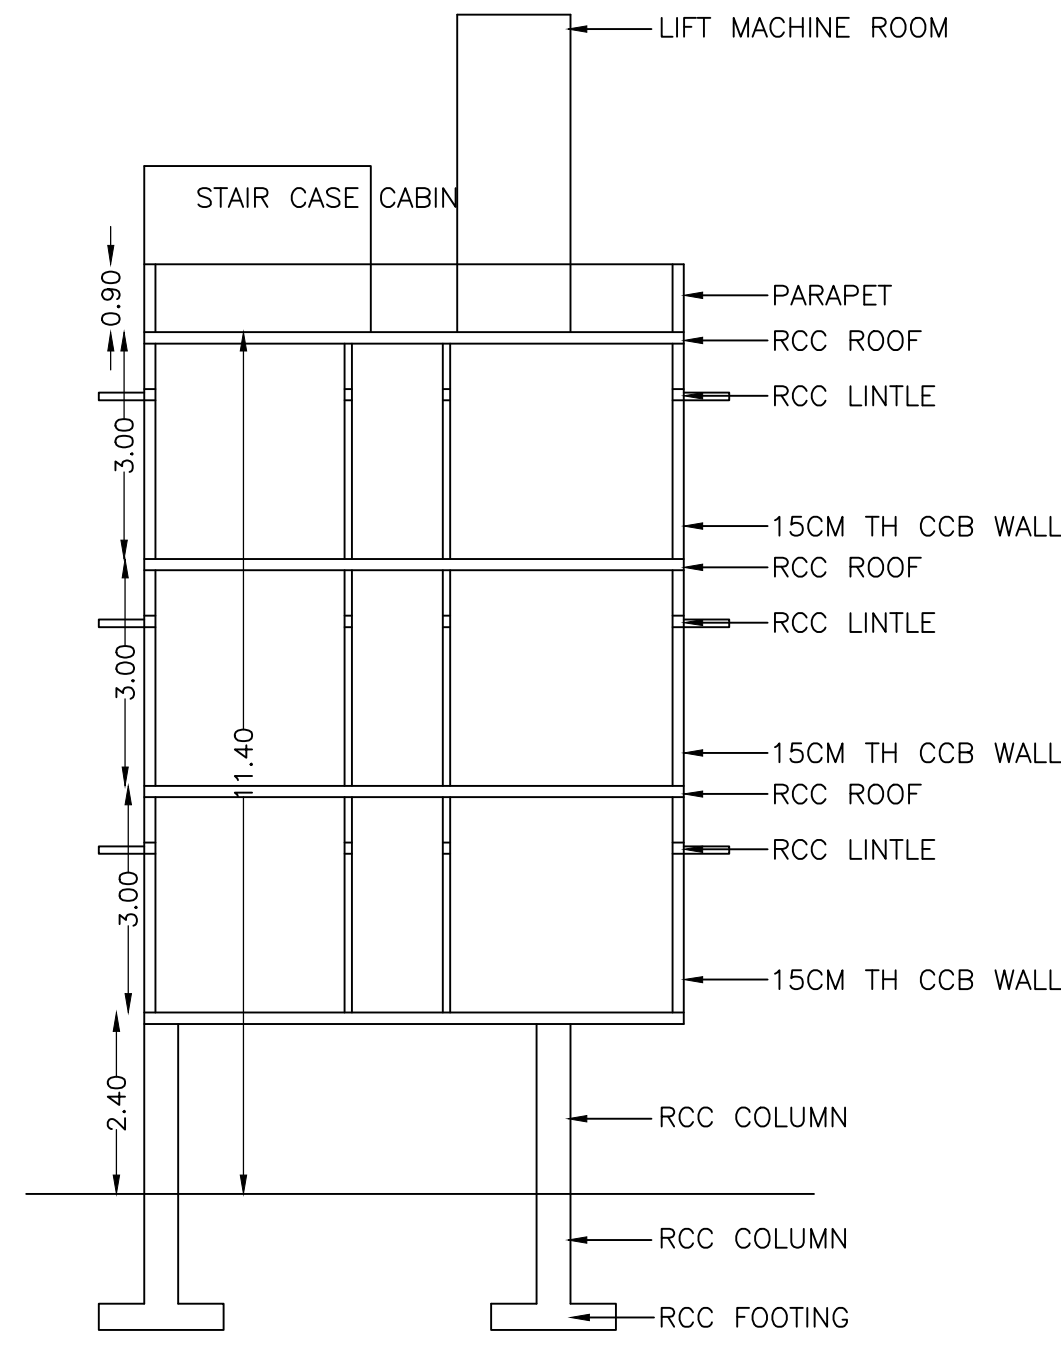 LIFT MACHINE ROOM
STAIR CASE CABIN
0.90
PARAPET
RCC ROOF
RCC LINTLE
3.00
15CM TH CCB WALL
RCC ROOF
RCC LINTLE
3.00
11.40
15CM TH CCB WALL
RCC ROOF
RCC LINTLE
3.00
15CM TH CCB WALL
2.40
RCC COLUMN
RCC COLUMN
RCC FOOTING